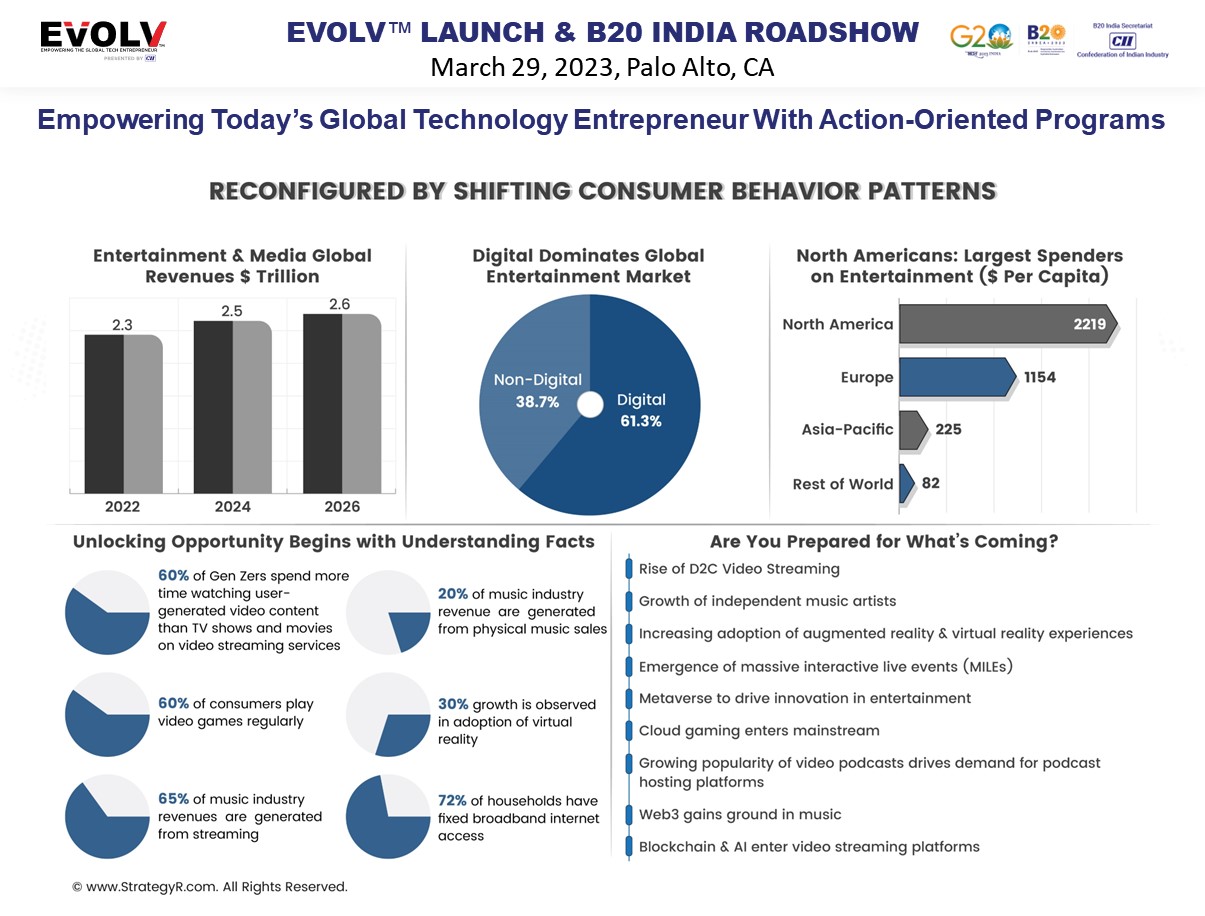 EVOLV™
EMPOWERING THE GLOBAL TECH ENTREPRENEUR
PRESENTED BY CII
EVOLV™ LAUNCH & B20 INDIA ROADSHOW
March 29, 2023, Palo Alto, CA
G20
B20
B20 India Secretariat
CII
Confederation of Indian Industry
Empowering Today’s Global Technology Entrepreneur With Action-Oriented Programs
RECONFIGURED BY SHIFTING CONSUMER BEHAVIOR PATTERNS
Entertainment & Media Global
Revenues $ Trillion
2.3
2.5
2.6
2022
2024
2026
Digital Dominates Global
Entertainment Market
Non-Digital
38.7%
Digital
61.3%
North Americans: Largest Spenders
on Entertainment ($ Per Capita)
North America
2219
Europe
1154
Asia-Pacific
225
Rest of World
82
Unlocking Opportunity Begins with Understanding Facts
60% of Gen Zers spend more
time watching user-
generated video content
than TV shows and movies
on video streaming services
20% of music industry
revenue are generated
from physical music sales
60% of consumers play
video games regularly
30% growth is observed
in adoption of virtual
reality
65% of music industry
revenues are generated
from streaming
72% of households have
fixed broadband internet
access
Are You Prepared for What’s Coming?
Rise of D2C Video Streaming
Growth of independent music artists
Increasing adoption of augmented reality & virtual reality experiences
Emergence of massive interactive live events (MILEs)
Metaverse to drive innovation in entertainment
Cloud gaming enters mainstream
Growing popularity of video podcasts drives demand for podcast
hosting platforms
Web3 gains ground in music
Blockchain & AI enter video streaming platforms
© www.StrategyR.com. All Rights Reserved.